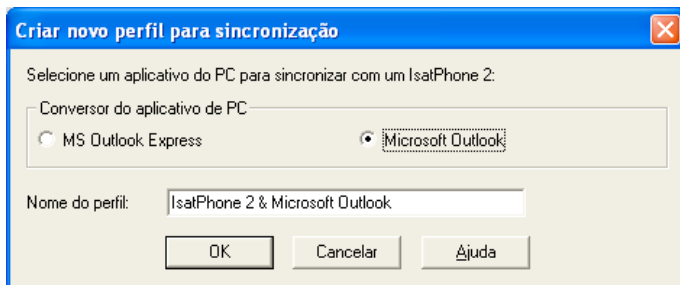 Criar novo perfil para sincronização
Selecione um aplicativo do PC para sincronizar com um IsatPhone 2:
Conversor do aplicativo de PC
MS Outlook Express Microsoft Outlook
Nome do perfil: IsatPhone 2 & Microsoft Outlook
OK Cancelar Ajuda